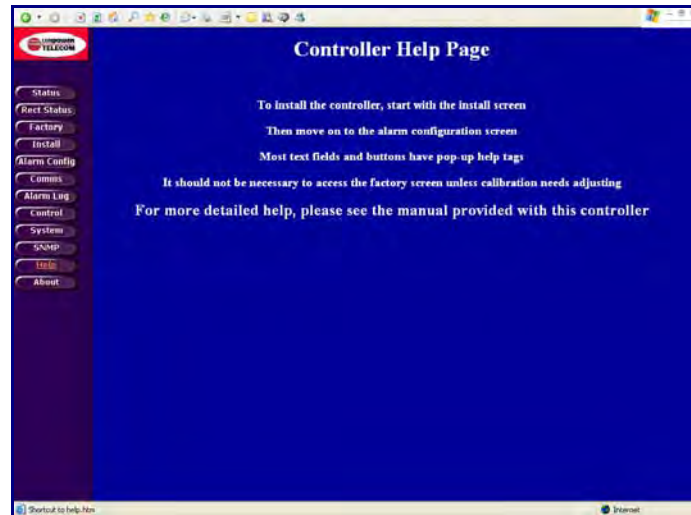 TELECOM
Controller Help Page
Status
Rect Status
Factory
Install
Alarm Config
Comms
Alarm Log
Control
System
SNMP
Help
About
To install the controller, start with the install screen
Then move on to the alarm configuration screen
Most text fields and buttons have pop-up help tags
It should not be necessary to access the factory screen unless calibration needs adjusting
For more detailed help, please see the manual provided with this controller
Shortcut to help.htm
Internet